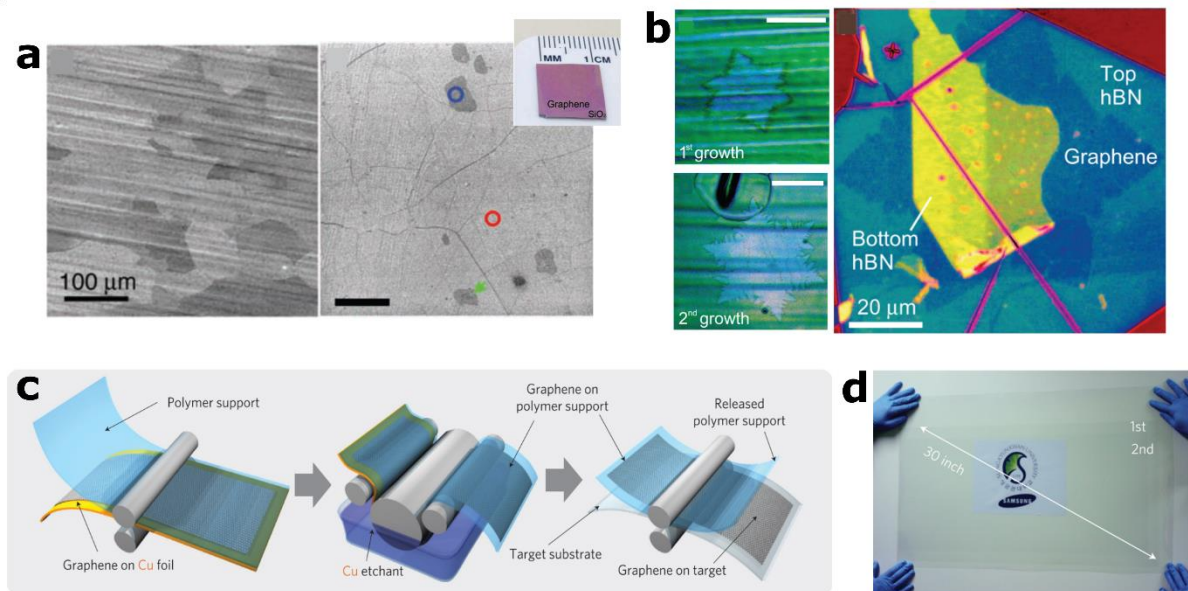 a
100 μm
MM 1 CM
Graphene
SiO₂
b
1st growth
2nd growth
Top
hBN
Graphene
Bottom
hBN
20 μm
c
Polymer support
Graphene on Cu foil
Cu etchant
Graphene on
polymer support
Released
polymer support
Target substrate
Graphene on target
d
1st
2nd
30 inch
SAMSUNG